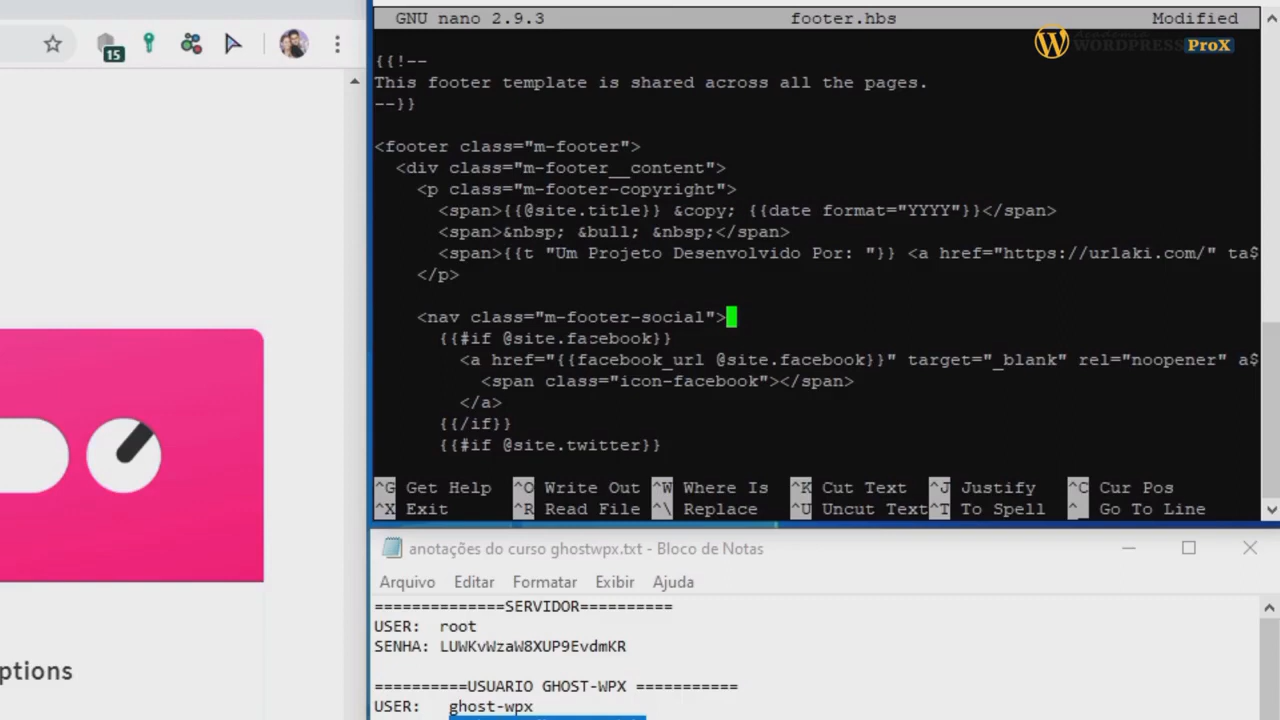 15
GNU nano 2.9.3 footer.hbs Modified
academia
WORDPRESS ProX
{{!--
This footer template is shared across all the pages.
--}}
<footer class="m-footer">
<div class="m-footer__content">
<p class="m-footer-copyright">
<span>{{@site.title}} &copy; {{date format="YYYY"}}</span>
<span>&nbsp; &bull; &nbsp;</span>
<span>{{t "Um Projeto Desenvolvido Por: "}} <a href="https://urlaki.com/" ta$
</p>
<nav class="m-footer-social">
{{#if @site.facebook}}
<a href="{{facebook_url @site.facebook}}" target="_blank" rel="noopener" a$
<span class="icon-facebook"></span>
</a>
{{/if}}
{{#if @site.twitter}}
^G Get Help ^O Write Out ^W Where Is ^K Cut Text ^J Justify ^C Cur Pos
^X Exit ^R Read File ^\ Replace ^U Uncut Text ^T To Spell ^_ Go To Line
anotações do curso ghostwpx.txt - Bloco de Notas
Arquivo Editar Formatar Exibir Ajuda
==============SERVIDOR==========
USER: root
SENHA: LUWKvWzaW8XUP9EvdmKR
==========USUARIO GHOST-WPX ===========
USER: ghost-wpx
ptions